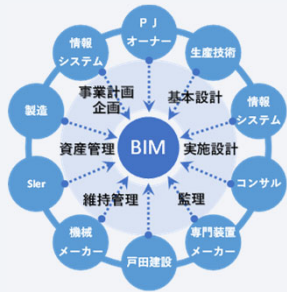 PJ
オーナー
情報
システム
生産技術
事業計画
企画
基本設計
製造
情報
システム
資産管理
BIM
実施設計
SIer
コンサル
維持管理
監理
機械
メーカー
専門装置
メーカー
戸田建設